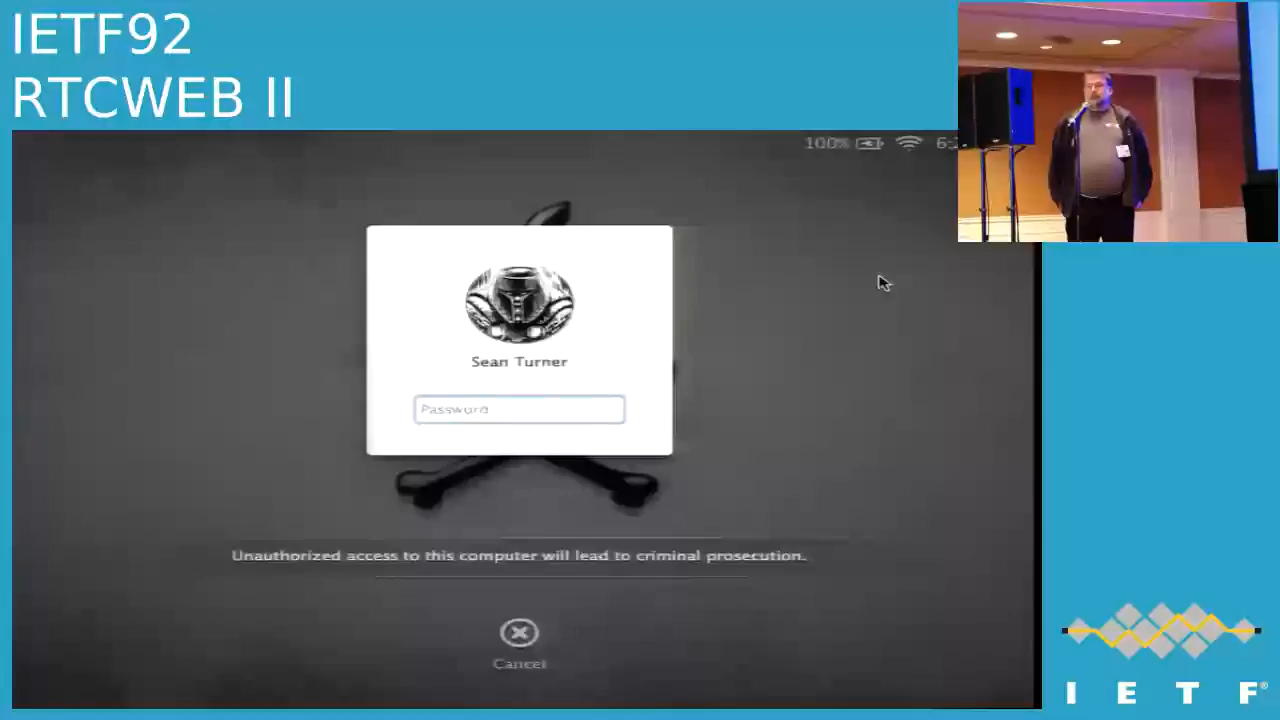 IETF92
RTCWEB II
100%
Sean Turner
Password
Unauthorized access to this computer will lead to criminal prosecution.
Cancel
I E T F®